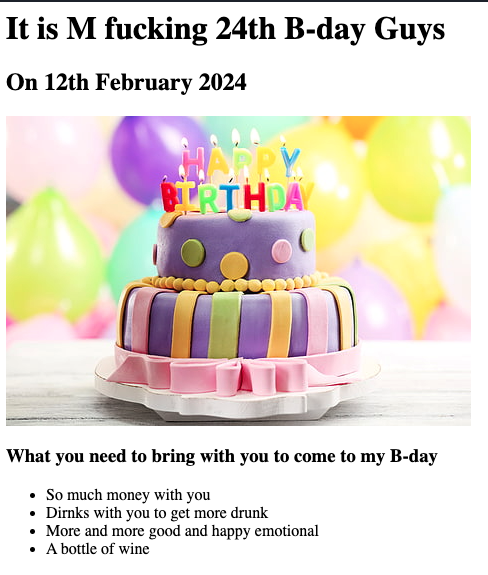 It is M fucking 24th B-day Guys
On 12th February 2024
HAPPY
BIRTHDAY
What you need to bring with you to come to my B-day
So much money with you
Dirnks with you to get more drunk
More and more good and happy emotional
A bottle of wine